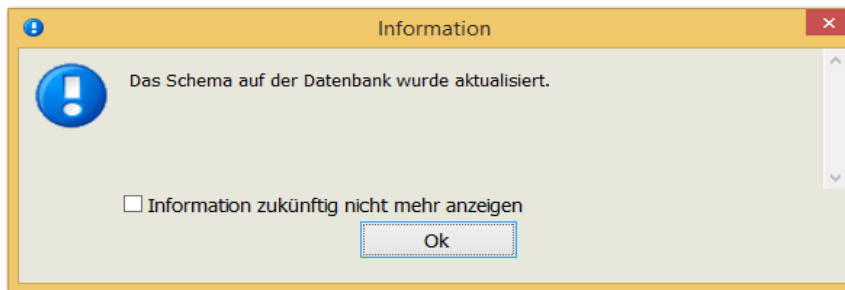 Information
Das Schema auf der Datenbank wurde aktualisiert.
Information zukünftig nicht mehr anzeigen
Ok